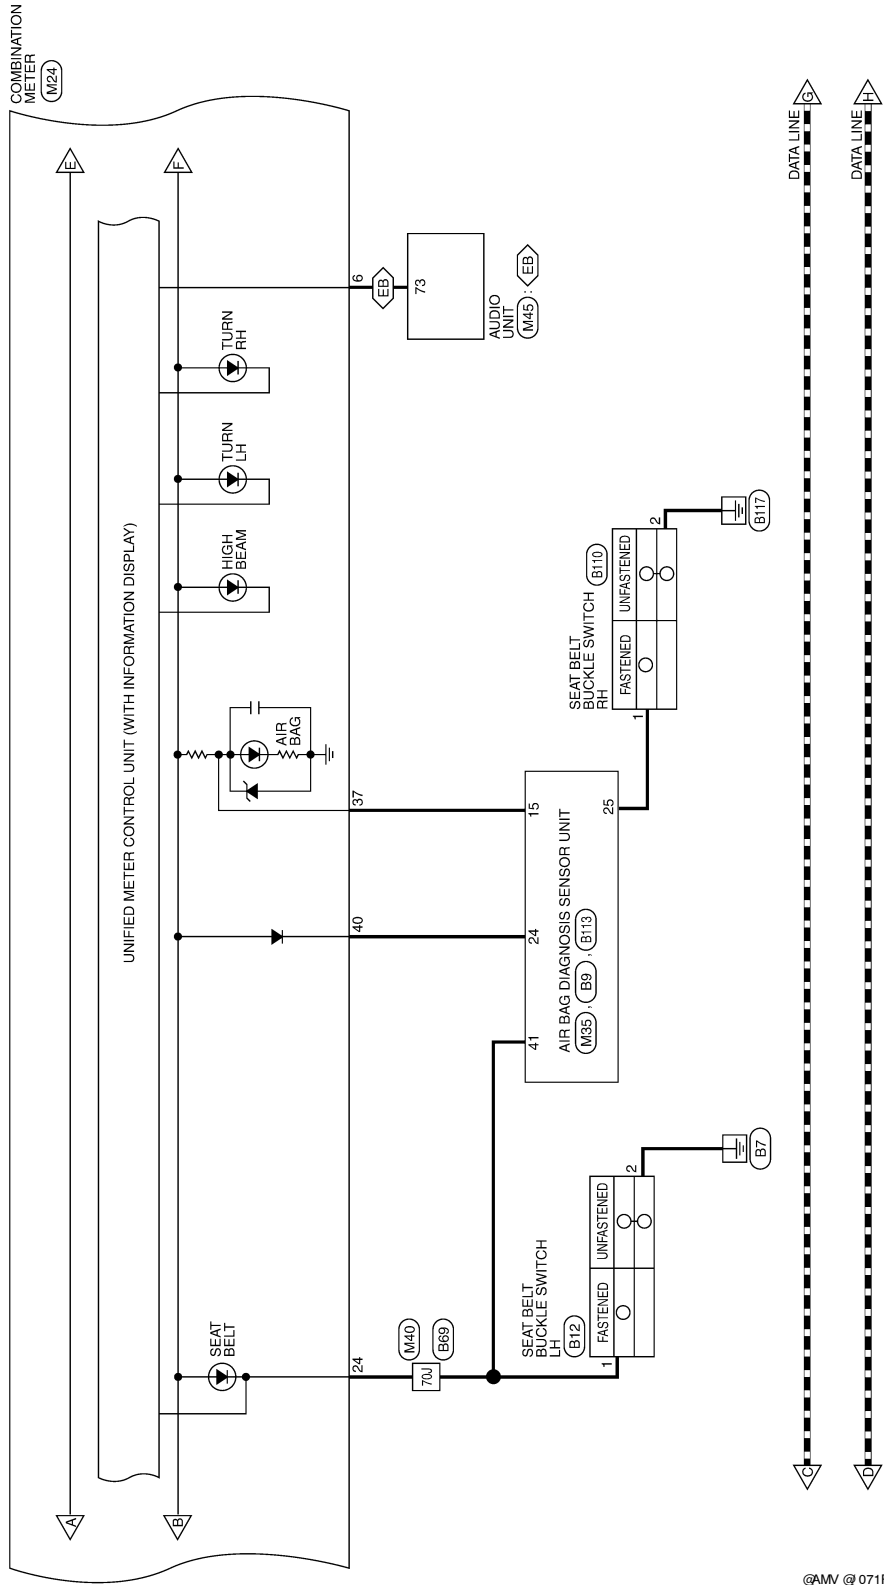 COMBINATION
METER
M24
A
E
UNIFIED METER CONTROL UNIT (WITH INFORMATION DISPLAY)
B
F
SEAT
BELT
AIR
BAG
HIGH
BEAM
TURN
LH
TURN
RH
24
40
37
6
M40
70J
B69
EB
73
AUDIO
UNIT
M45 : EB
41
24
15
AIR BAG DIAGNOSIS SENSOR UNIT
M35 , B9 , B113
25
SEAT BELT
BUCKLE SWITCH
LH
B12
1
FASTENED
UNFASTENED
2
B7
SEAT BELT
BUCKLE SWITCH
RH
B110
1
FASTENED
UNFASTENED
2
B117
C
DATA LINE
G
D
DATA LINE
H